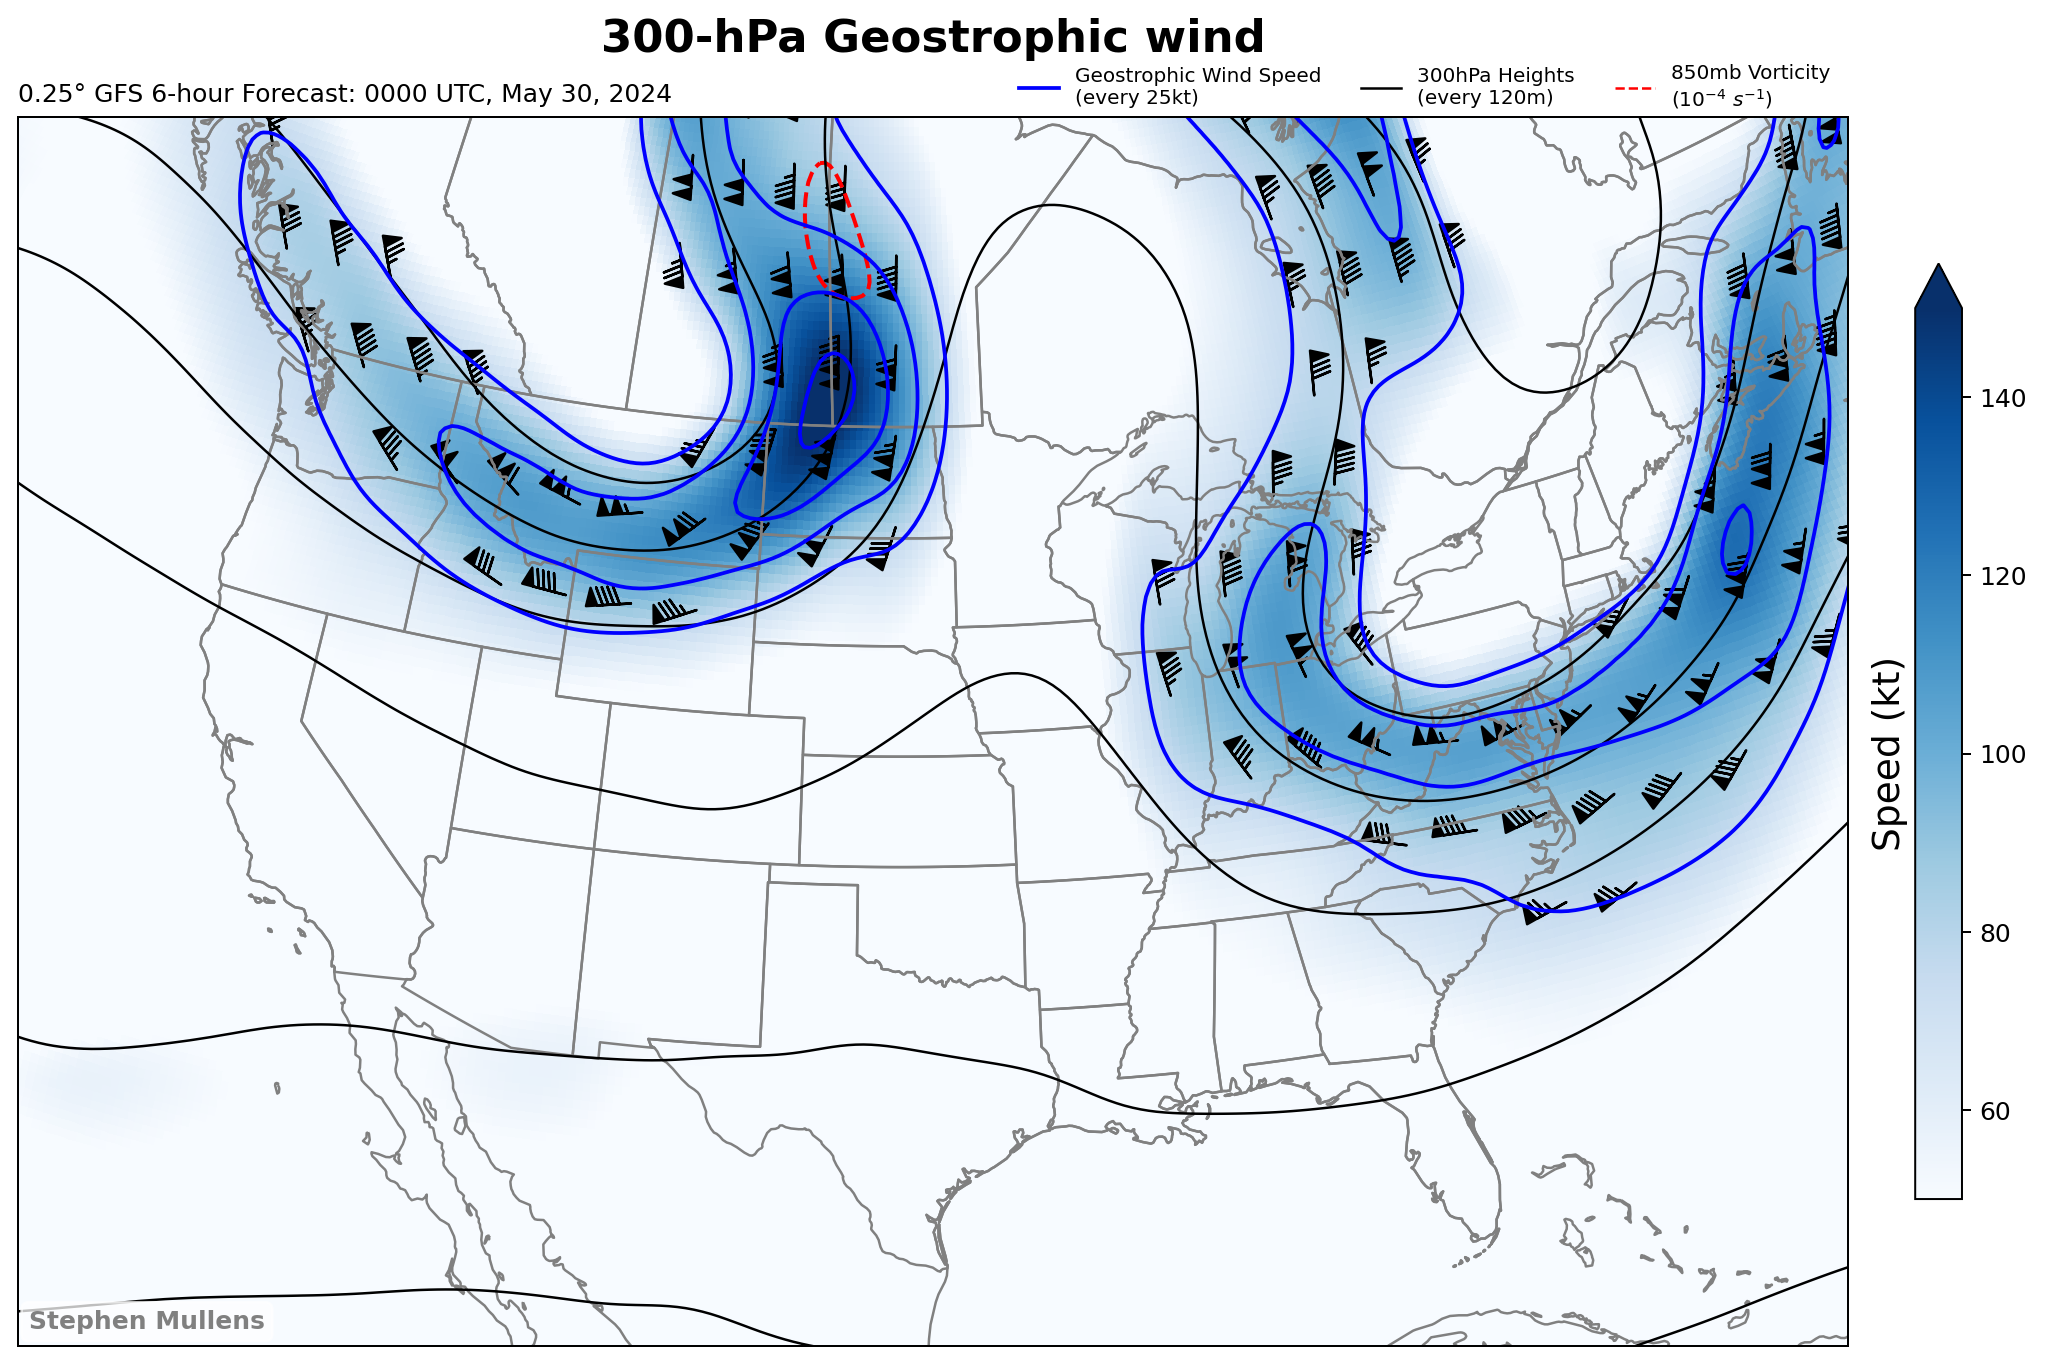 300-hPa Geostrophic wind
0.25° GFS 6-hour Forecast: 0000 UTC, May 30, 2024
Geostrophic Wind Speed
(every 25kt)
300hPa Heights
(every 120m)
850mb Vorticity
(10⁻⁴ s⁻¹)
140
120
100
80
60
Speed (kt)
Stephen Mullens